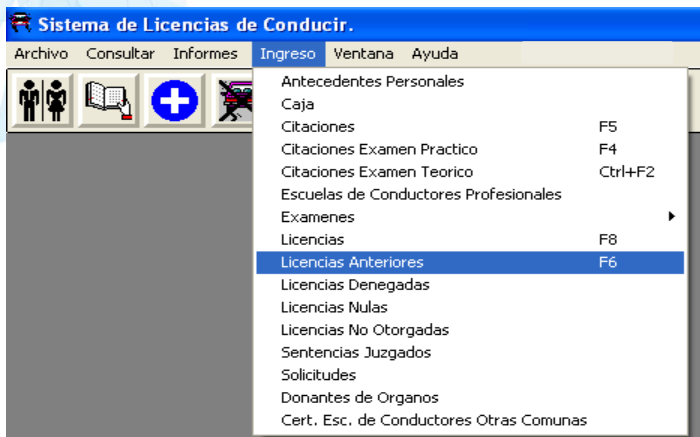 Sistema de Licencias de Conducir.
Archivo Consultar Informes Ingreso Ventana Ayuda
Antecedentes Personales
Caja
Citaciones F5
Citaciones Examen Practico F4
Citaciones Examen Teorico Ctrl+F2
Escuelas de Conductores Profesionales
Examenes
Licencias F8
Licencias Anteriores F6
Licencias Denegadas
Licencias Nulas
Licencias No Otorgadas
Sentencias Juzgados
Solicitudes
Donantes de Organos
Cert. Esc. de Conductores Otras Comunas